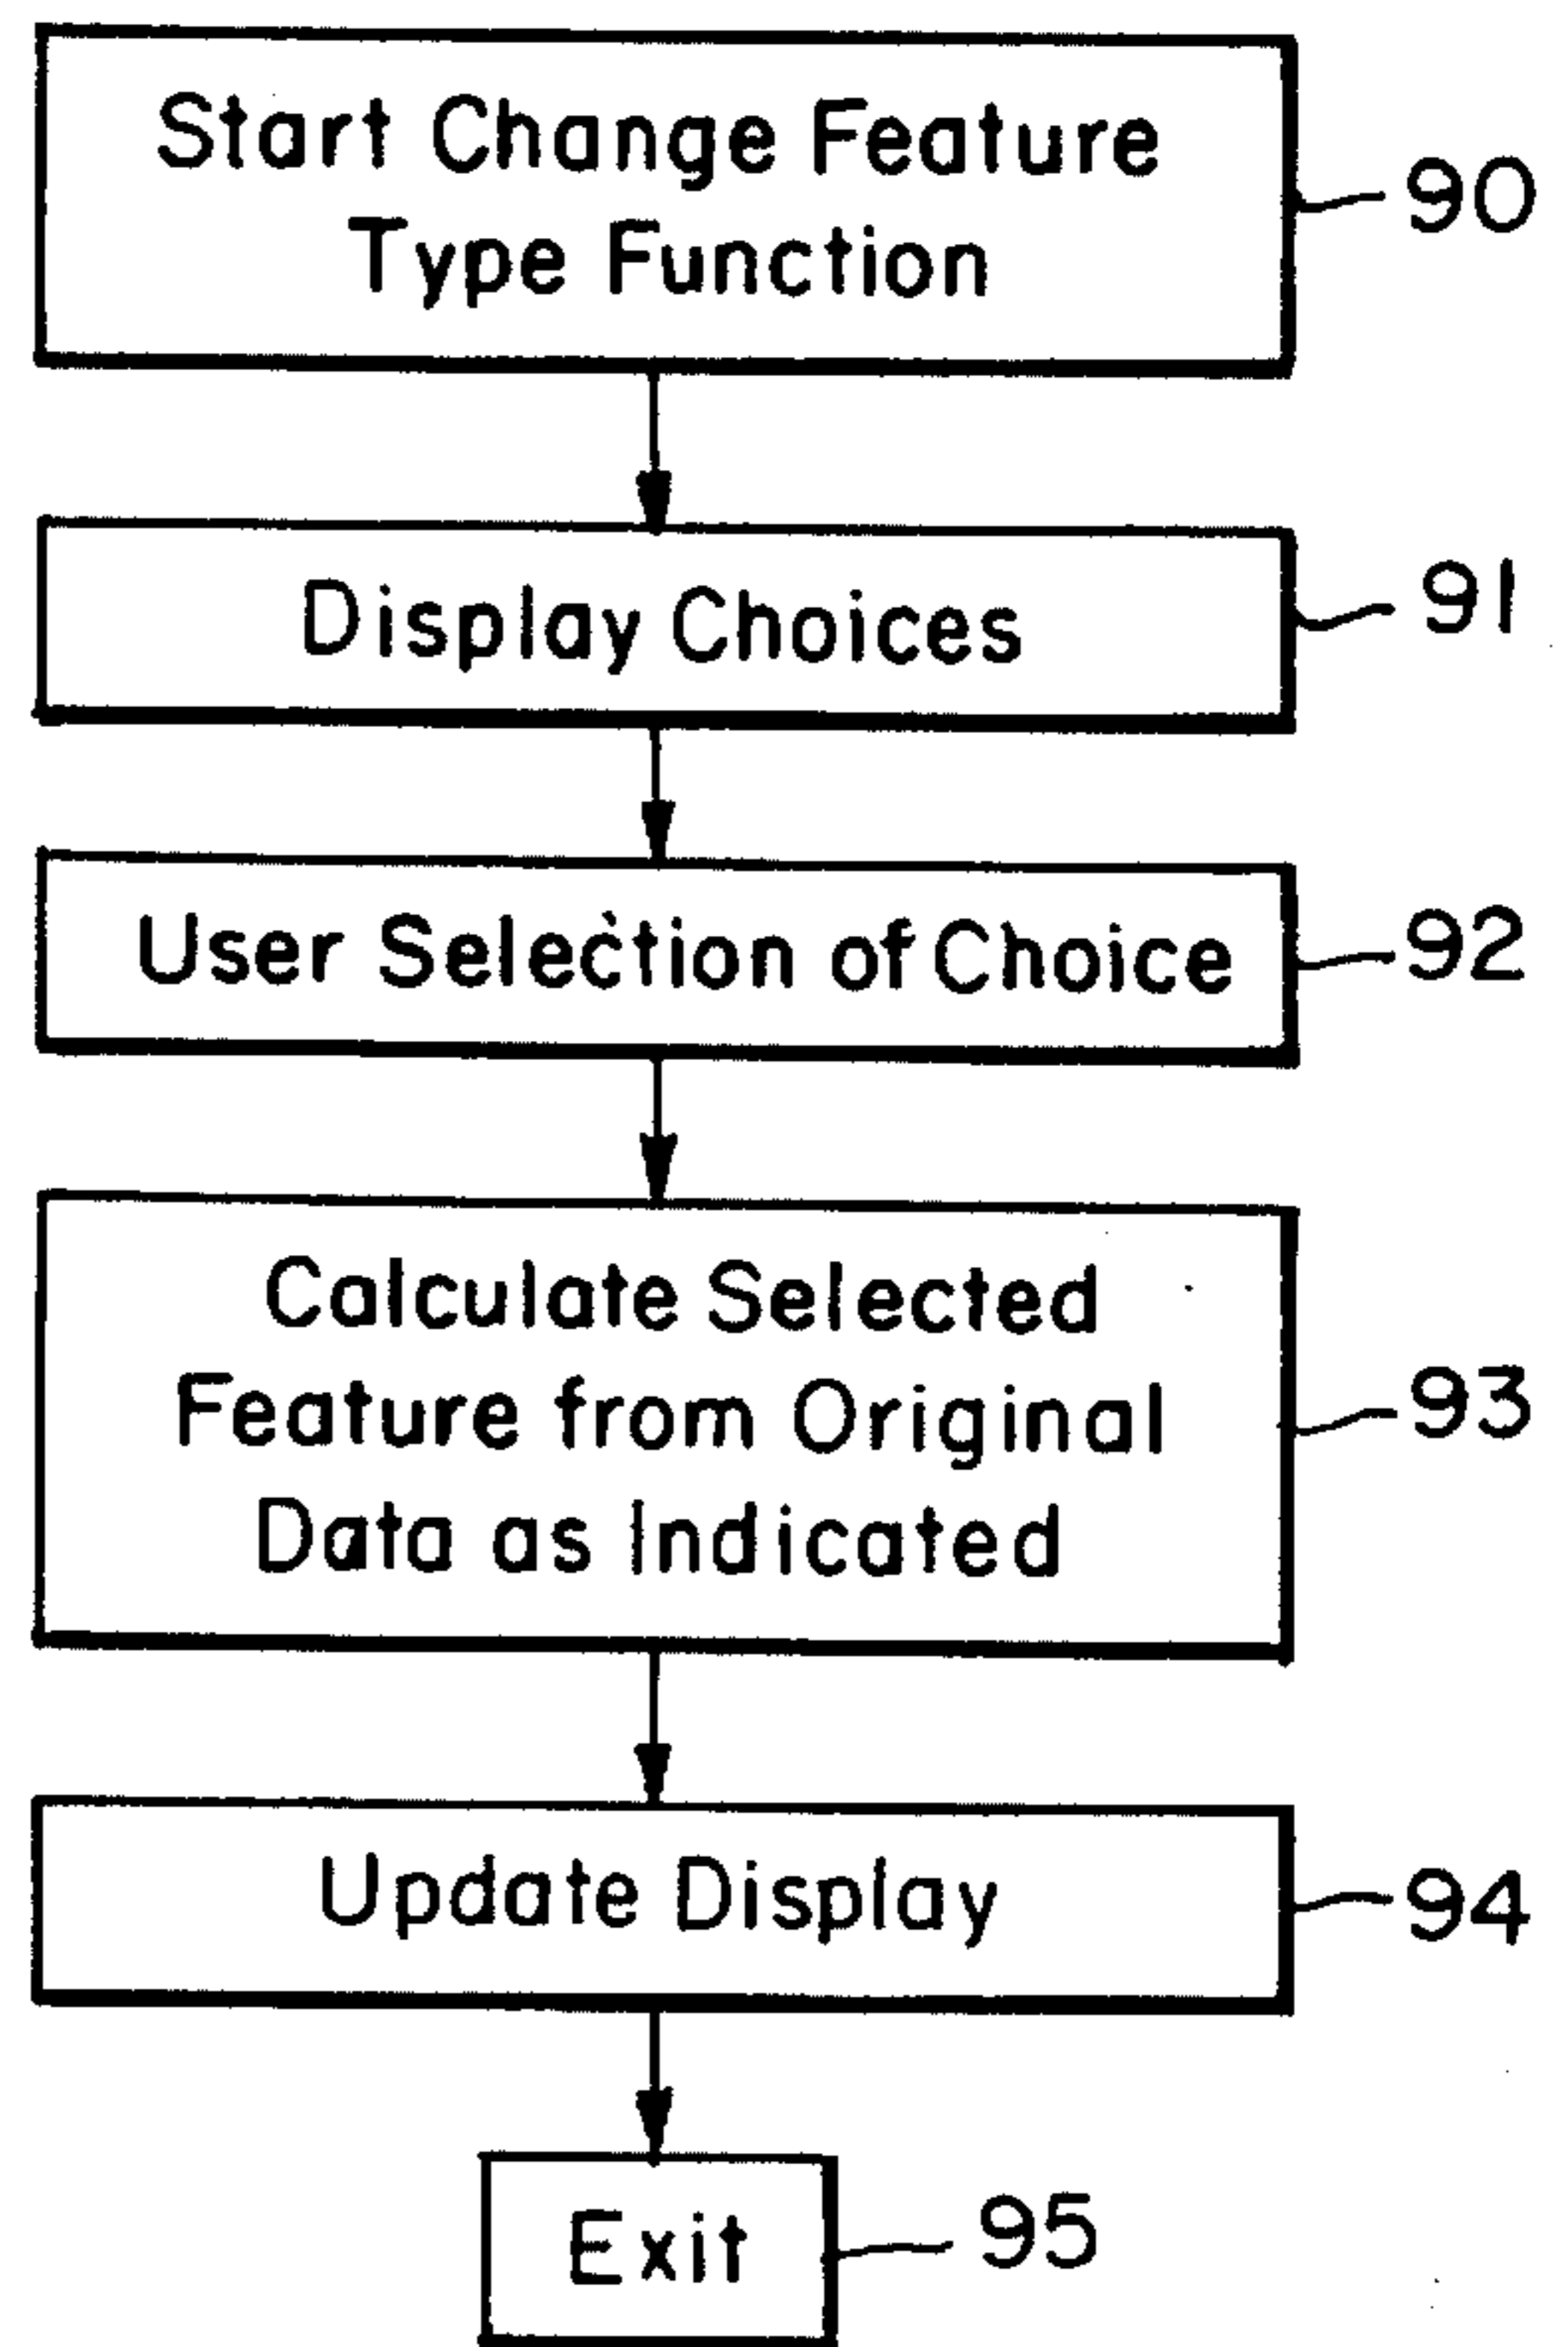 Start Change Feature
Type Function
90
Display Choices
91
User Selection of Choice
92
Calculate Selected
Feature from Original
Data as Indicated
93
Update Display
94
Exit
95